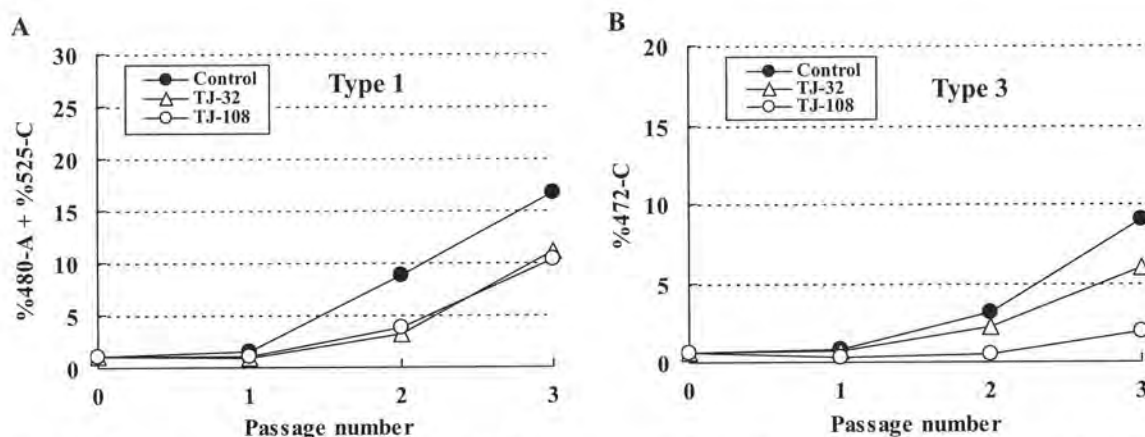 A
30
25
20
15
10
5
0
Control
TJ-32
TJ-108
Type 1
%480-A + %525-C
0 1 2 3
Passage number
B
20
15
10
5
0
Control
TJ-32
TJ-108
Type 3
%472-C
0 1 2 3
Passage number